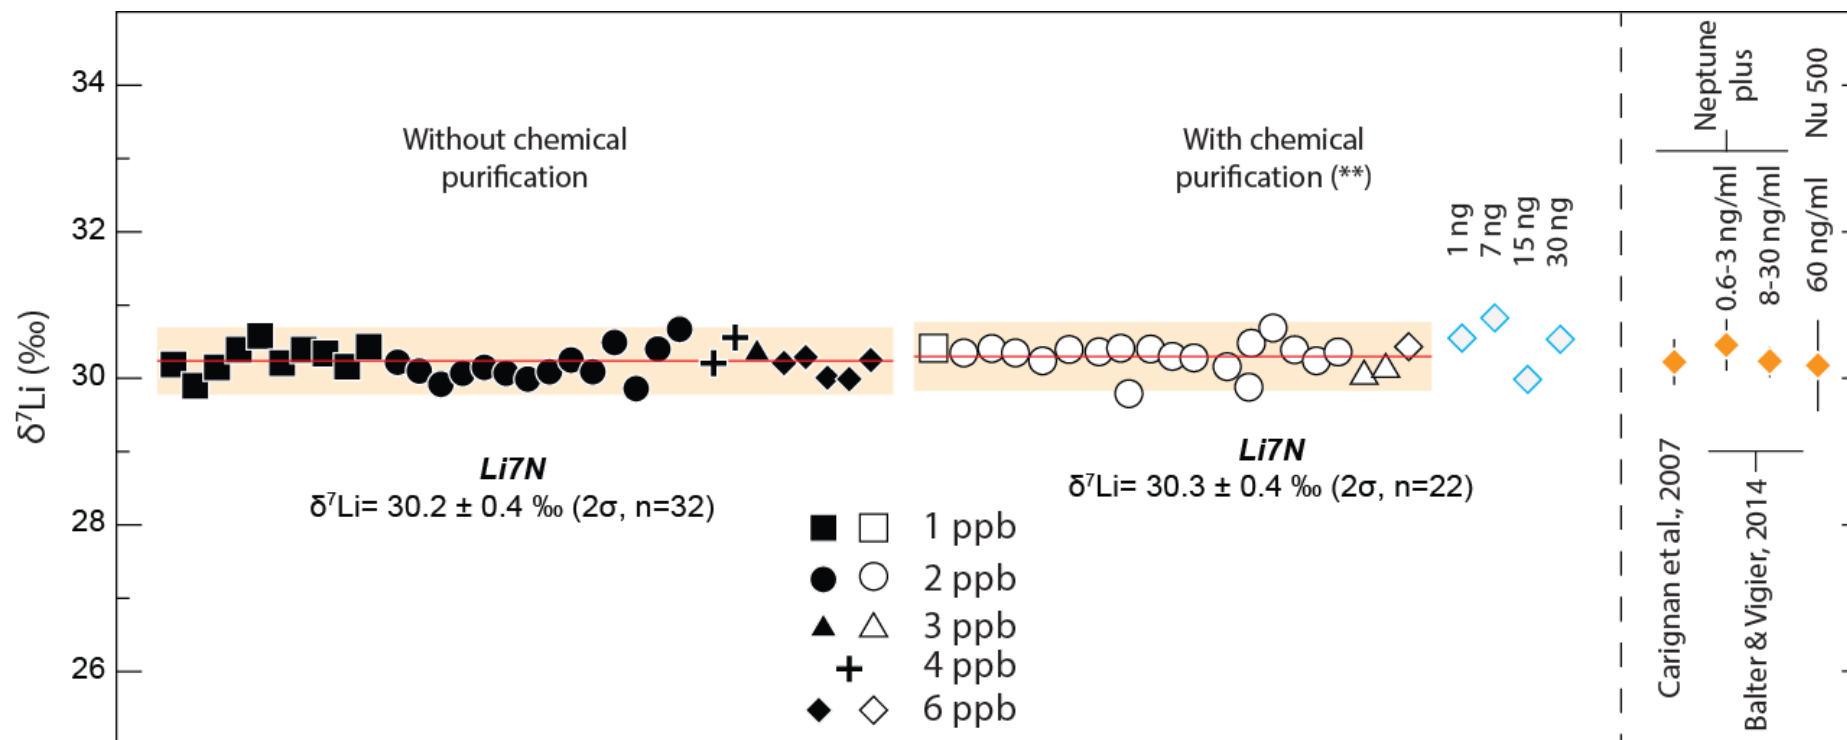 34
32
30
28
26
δ⁷Li (‰)
Without chemical
purification
With chemical
purification (**)
1 ng
7 ng
15 ng
30 ng
Li7N
δ⁷Li= 30.2 ± 0.4 ‰ (2σ, n=32)
Li7N
δ⁷Li= 30.3 ± 0.4 ‰ (2σ, n=22)
1 ppb
2 ppb
3 ppb
4 ppb
6 ppb
Neptune
plus
Nu 500
0.6-3 ng/ml
8-30 ng/ml
60 ng/ml
Carignan et al., 2007
Balter & Vigier, 2014